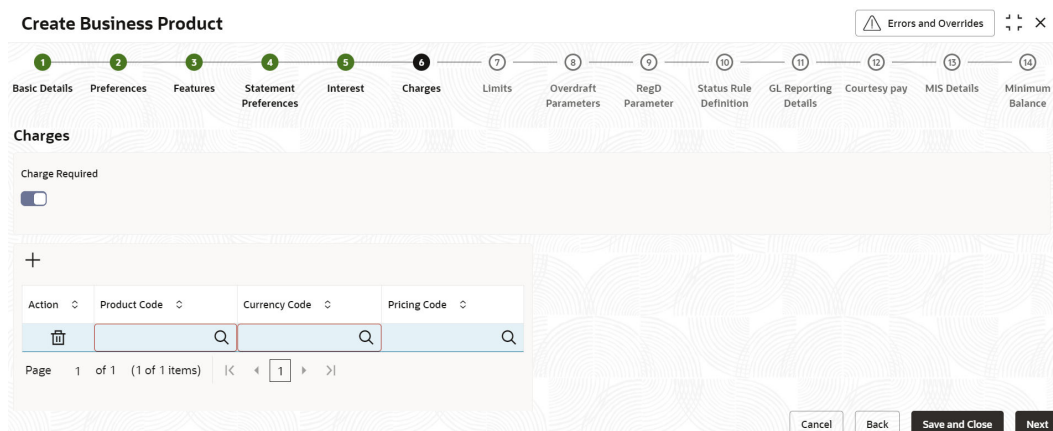 Create Business Product
Errors and Overrides
1 2 3 4 5 6 7 8 9 10 11 12 13 14
Basic Details Preferences Features Statement Preferences Interest Charges Limits Overdraft Parameters RegD Parameter Status Rule Definition GL Reporting Details Courtesy pay MIS Details Minimum Balance
Charges
Charge Required
Action Product Code Currency Code Pricing Code
Page 1 of 1 (1 of 1 items) 1
Cancel Back Save and Close Next